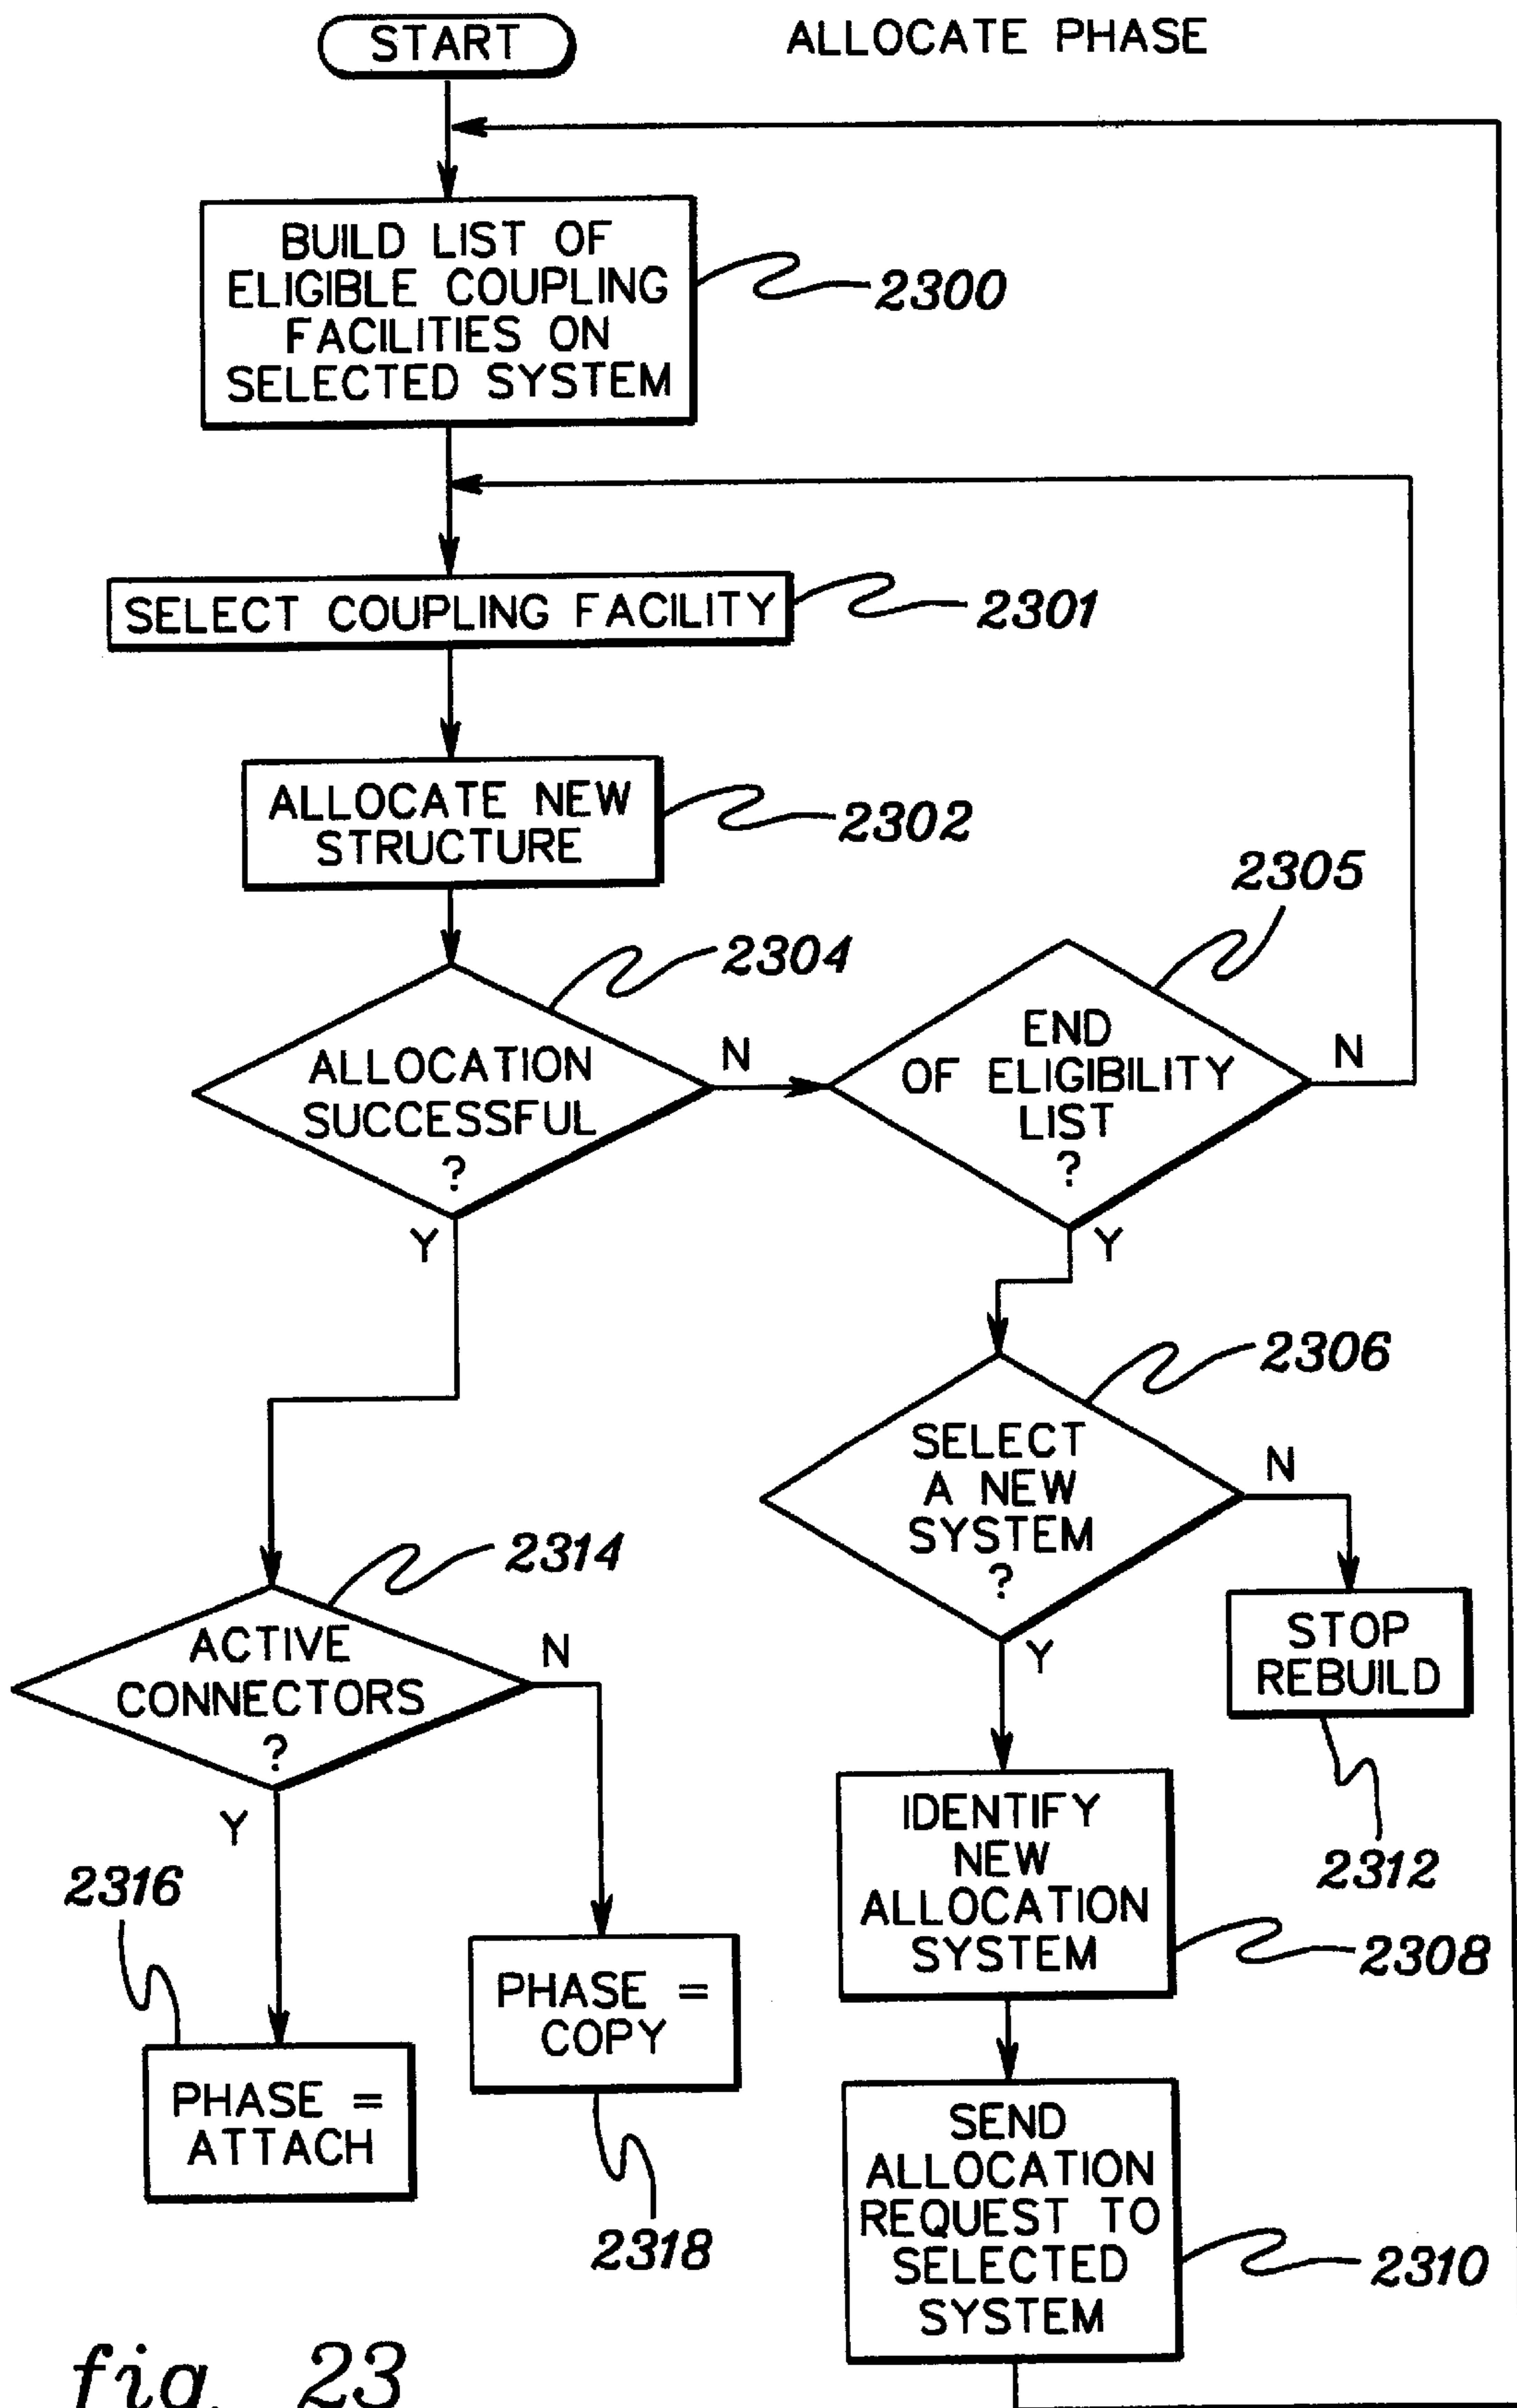 START
ALLOCATE PHASE
BUILD LIST OF
ELIGIBLE COUPLING
FACILITIES ON
SELECTED SYSTEM
2300
SELECT COUPLING FACILITY
2301
ALLOCATE NEW
STRUCTURE
2302
2305
2304
ALLOCATION
SUCCESSFUL
?
N
END
OF ELIGIBILITY
LIST
?
N
Y
Y
2306
SELECT
A NEW
SYSTEM
?
N
2314
ACTIVE
CONNECTORS
?
N
Y
Y
STOP
REBUILD
2312
IDENTIFY
NEW
ALLOCATION
SYSTEM
2308
2316
PHASE =
COPY
2318
PHASE =
ATTACH
SEND
ALLOCATION
REQUEST TO
SELECTED
SYSTEM
2310
fig. 23